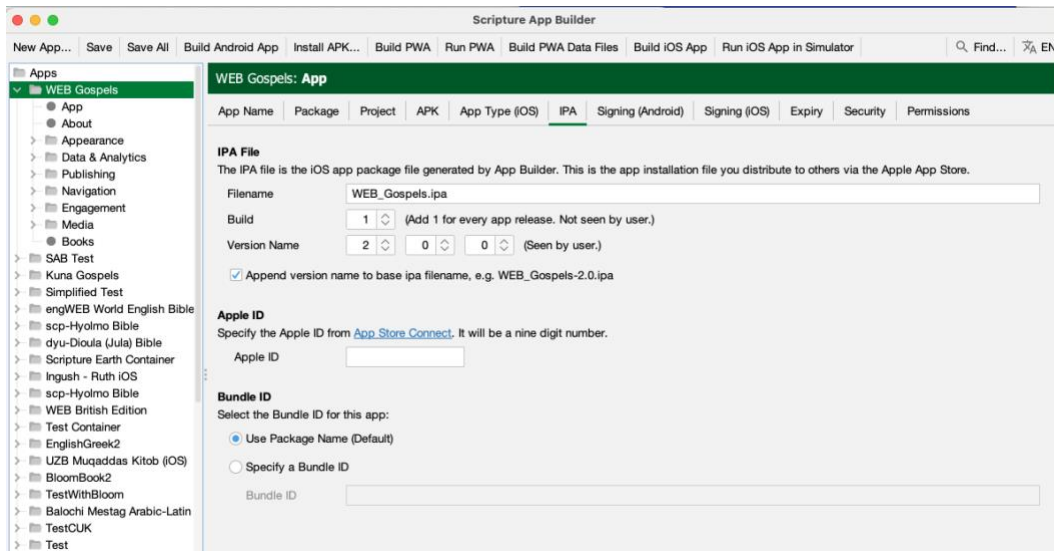 Scripture App Builder
New App... Save Save All Build Android App Install APK... Build PWA Run PWA Build PWA Data Files Build iOS App Run iOS App in Simulator Find... EN
Apps
WEB Gospels
App
About
Appearance
Data & Analytics
Publishing
Navigation
Engagement
Media
Books
SAB Test
Kuna Gospels
Simplified Test
engWEB World English Bible
scp-Hyolmo Bible
dyu-Dioula (Jula) Bible
Scripture Earth Container
Ingush - Ruth iOS
scp-Hyolmo Bible
WEB British Edition
Test Container
EnglishGreek2
UZB Muqaddas Kitob (iOS)
BloomBook2
TestWithBloom
Balochi Mestag Arabic-Latin
TestCUK
Test
WEB Gospels: App
App Name Package Project APK App Type (iOS) IPA Signing (Android) Signing (iOS) Expiry Security Permissions
IPA File
The IPA file is the iOS app package file generated by App Builder. This is the app installation file you distribute to others via the Apple App Store.
Filename WEB_Gospels.ipa
Build 1 (Add 1 for every app release. Not seen by user.)
Version Name 2 0 0 (Seen by user.)
Append version name to base ipa filename, e.g. WEB_Gospels-2.0.ipa
Apple ID
Specify the Apple ID from App Store Connect. It will be a nine digit number.
Apple ID
Bundle ID
Select the Bundle ID for this app:
Use Package Name (Default)
Specify a Bundle ID
Bundle ID